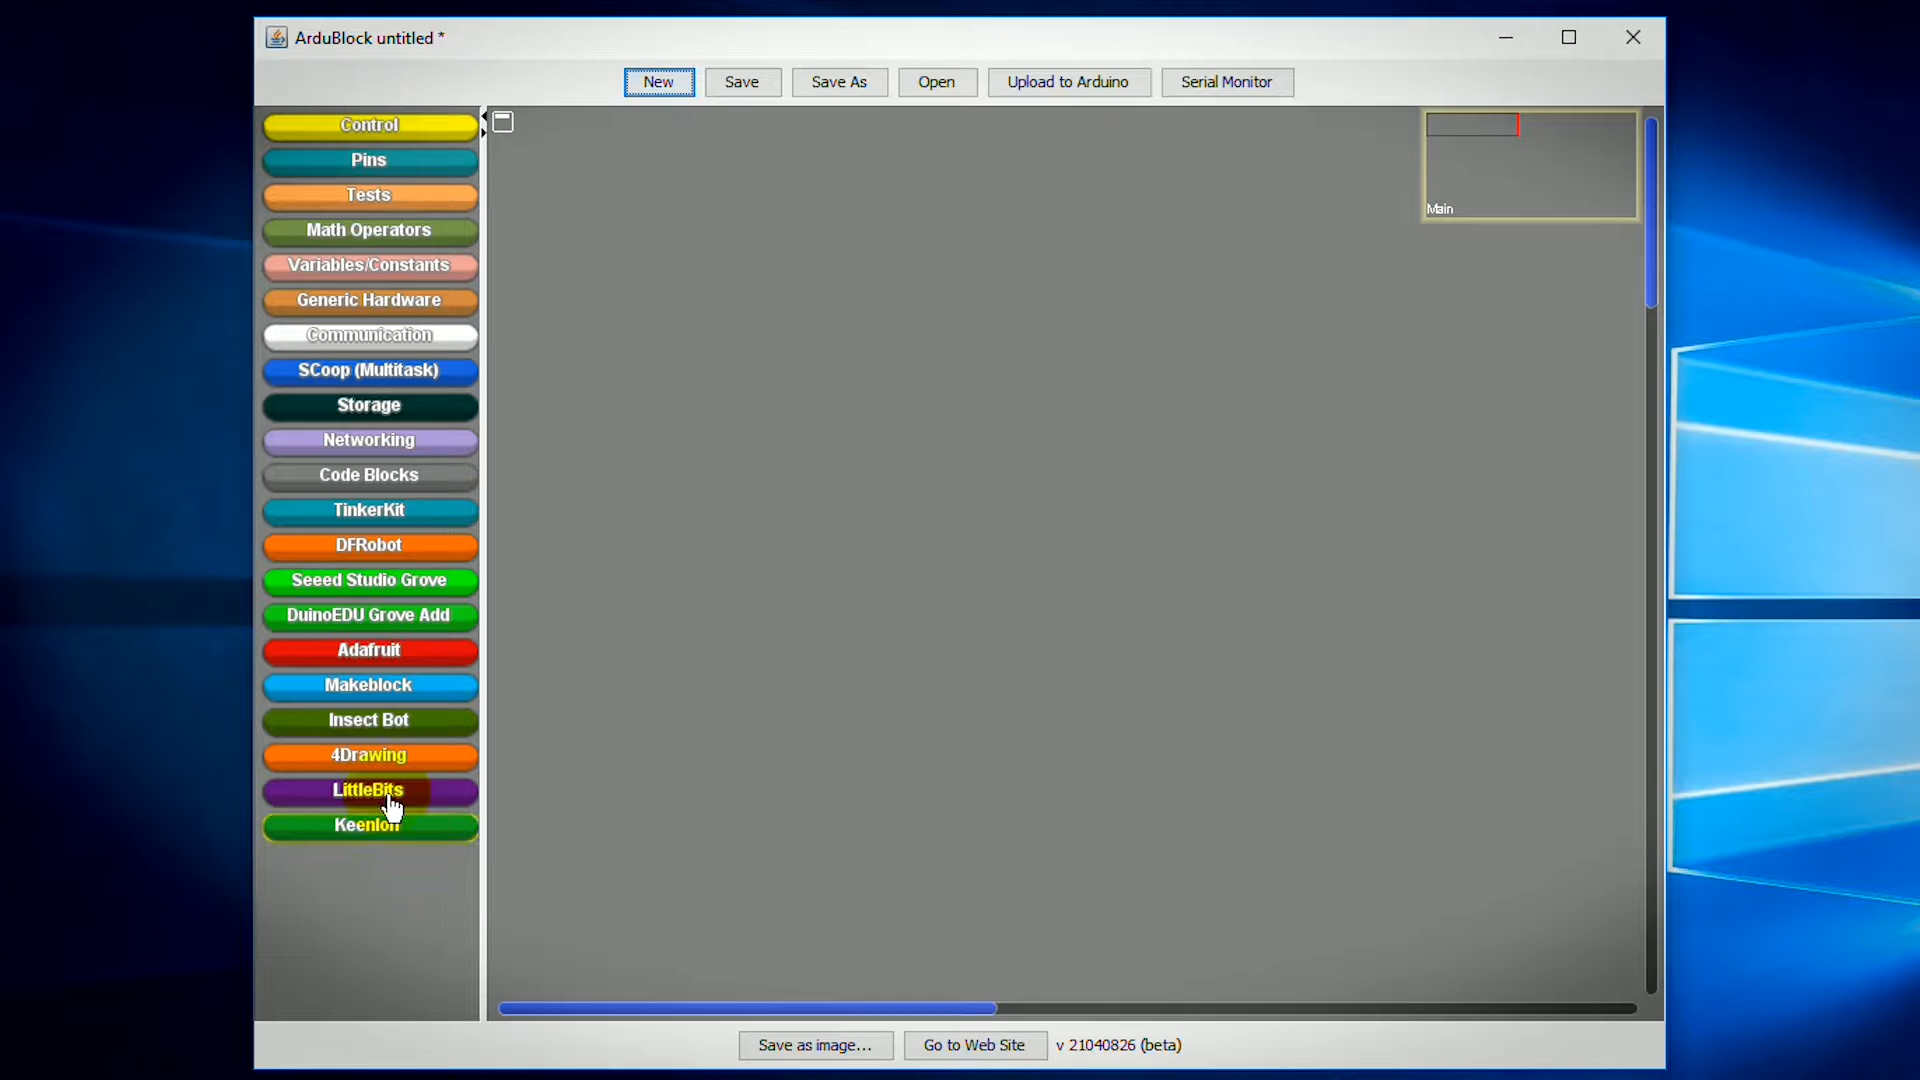 ArduBlock untitled *
New
Save
Save As
Open
Upload to Arduino
Serial Monitor
Control
Pins
Tests
Math Operators
Variables/Constants
Generic Hardware
Communication
SCoop (Multitask)
Storage
Networking
Code Blocks
TinkerKit
DFRobot
Seeed Studio Grove
DuinoEDU Grove Add
Adafruit
Makeblock
Insect Bot
4Drawing
LittleBits
Keenlon
Main
Save as image...
Go to Web Site
v 21040826 (beta)